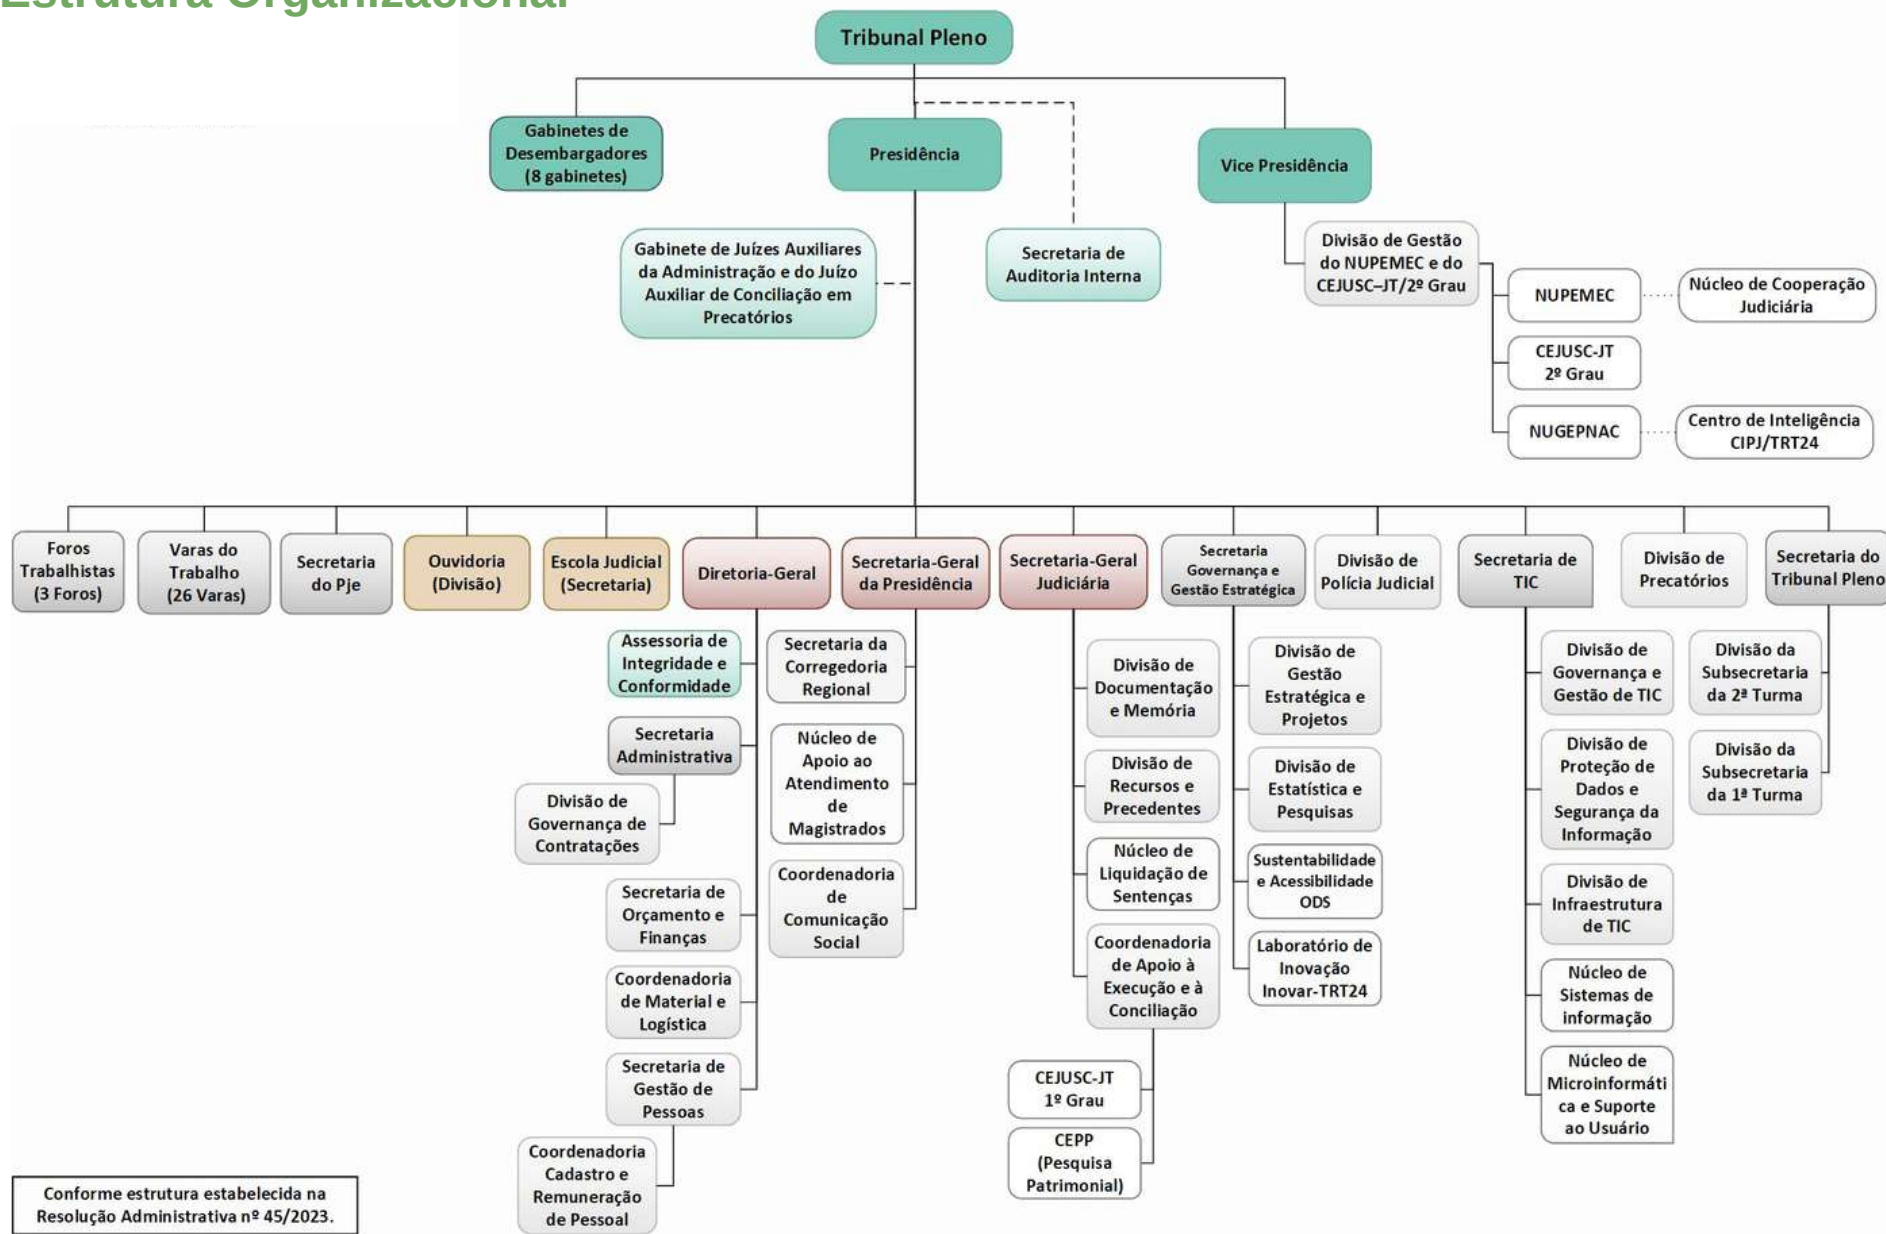 Estrutura Organizacional
Tribunal Pleno
Gabinetes de
Desembargadores
(8 gabinetes)
Presidência
Vice Presidência
Gabinete de Juízes Auxiliares
da Administração e do Juízo
Auxiliar de Conciliação em
Precatórios
Secretaria de
Auditoria Interna
Divisão de Gestão
do NUPEMEC e do
CEJUSC–JT/2º Grau
NUPEMEC
Núcleo de Cooperação
Judiciária
CEJUSC-JT
2º Grau
NUGEPNAC
Centro de Inteligência
CIPJ/TRT24
Foros
Trabalhistas
(3 Foros)
Varas do
Trabalho
(26 Varas)
Secretaria
do Pje
Ouvidoria
(Divisão)
Escola Judicial
(Secretaria)
Diretoria-Geral
Secretaria-Geral
da Presidência
Secretaria-Geral
Judiciária
Secretaria
Governança e
Gestão Estratégica
Divisão de
Polícia Judicial
Secretaria de
TIC
Divisão de
Precatórios
Secretaria do
Tribunal Pleno
Assessoria de
Integridade e
Conformidade
Secretaria
Administrativa
Divisão de
Governança de
Contratações
Secretaria de
Orçamento e
Finanças
Coordenadoria
de Material e
Logística
Secretaria de
Gestão de
Pessoas
Coordenadoria
Cadastro e
Remuneração
de Pessoal
Secretaria da
Corregedoria
Regional
Núcleo de
Apoio ao
Atendimento
de
Magistrados
Coordenadoria
de
Comunicação
Social
Divisão de
Documentação
e Memória
Divisão de
Recursos e
Precedentes
Núcleo de
Liquidação de
Sentenças
Coordenadoria
de Apoio à
Execução e à
Conciliação
CEJUSC-JT
1º Grau
CEPP
(Pesquisa
Patrimonial)
Divisão de
Gestão
Estratégica e
Projetos
Divisão de
Estatística e
Pesquisas
Sustentabilidade
e Acessibilidade
ODS
Laboratório de
Inovação
Inovar-TRT24
Divisão de
Governança e
Gestão de TIC
Divisão de
Proteção de
Dados e
Segurança da
Informação
Divisão de
Infraestrutura
de TIC
Núcleo de
Sistemas de
informação
Núcleo de
Microinformáti
ca e Suporte
ao Usuário
Divisão da
Subsecretaria
da 2ª Turma
Divisão da
Subsecretaria
da 1ª Turma
Conforme estrutura estabelecida na
Resolução Administrativa nº 45/2023.